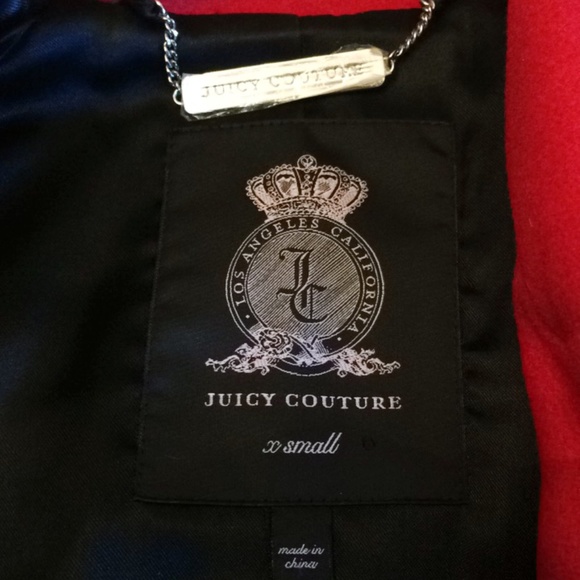 JUICY COUTURE
LOS ANGELES CALIFORNIA
JC
JUICY COUTURE
x small
made in
china